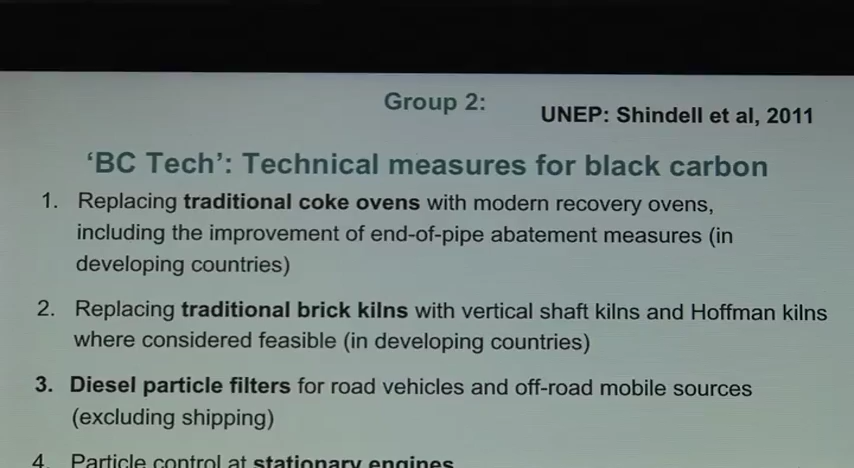 Group 2:
UNEP: Shindell et al, 2011
‘BC Tech’: Technical measures for black carbon
1. Replacing traditional coke ovens with modern recovery ovens,
including the improvement of end-of-pipe abatement measures (in
developing countries)
2. Replacing traditional brick kilns with vertical shaft kilns and Hoffman kilns
where considered feasible (in developing countries)
3. Diesel particle filters for road vehicles and off-road mobile sources
(excluding shipping)
4. Particle control at stationary engines